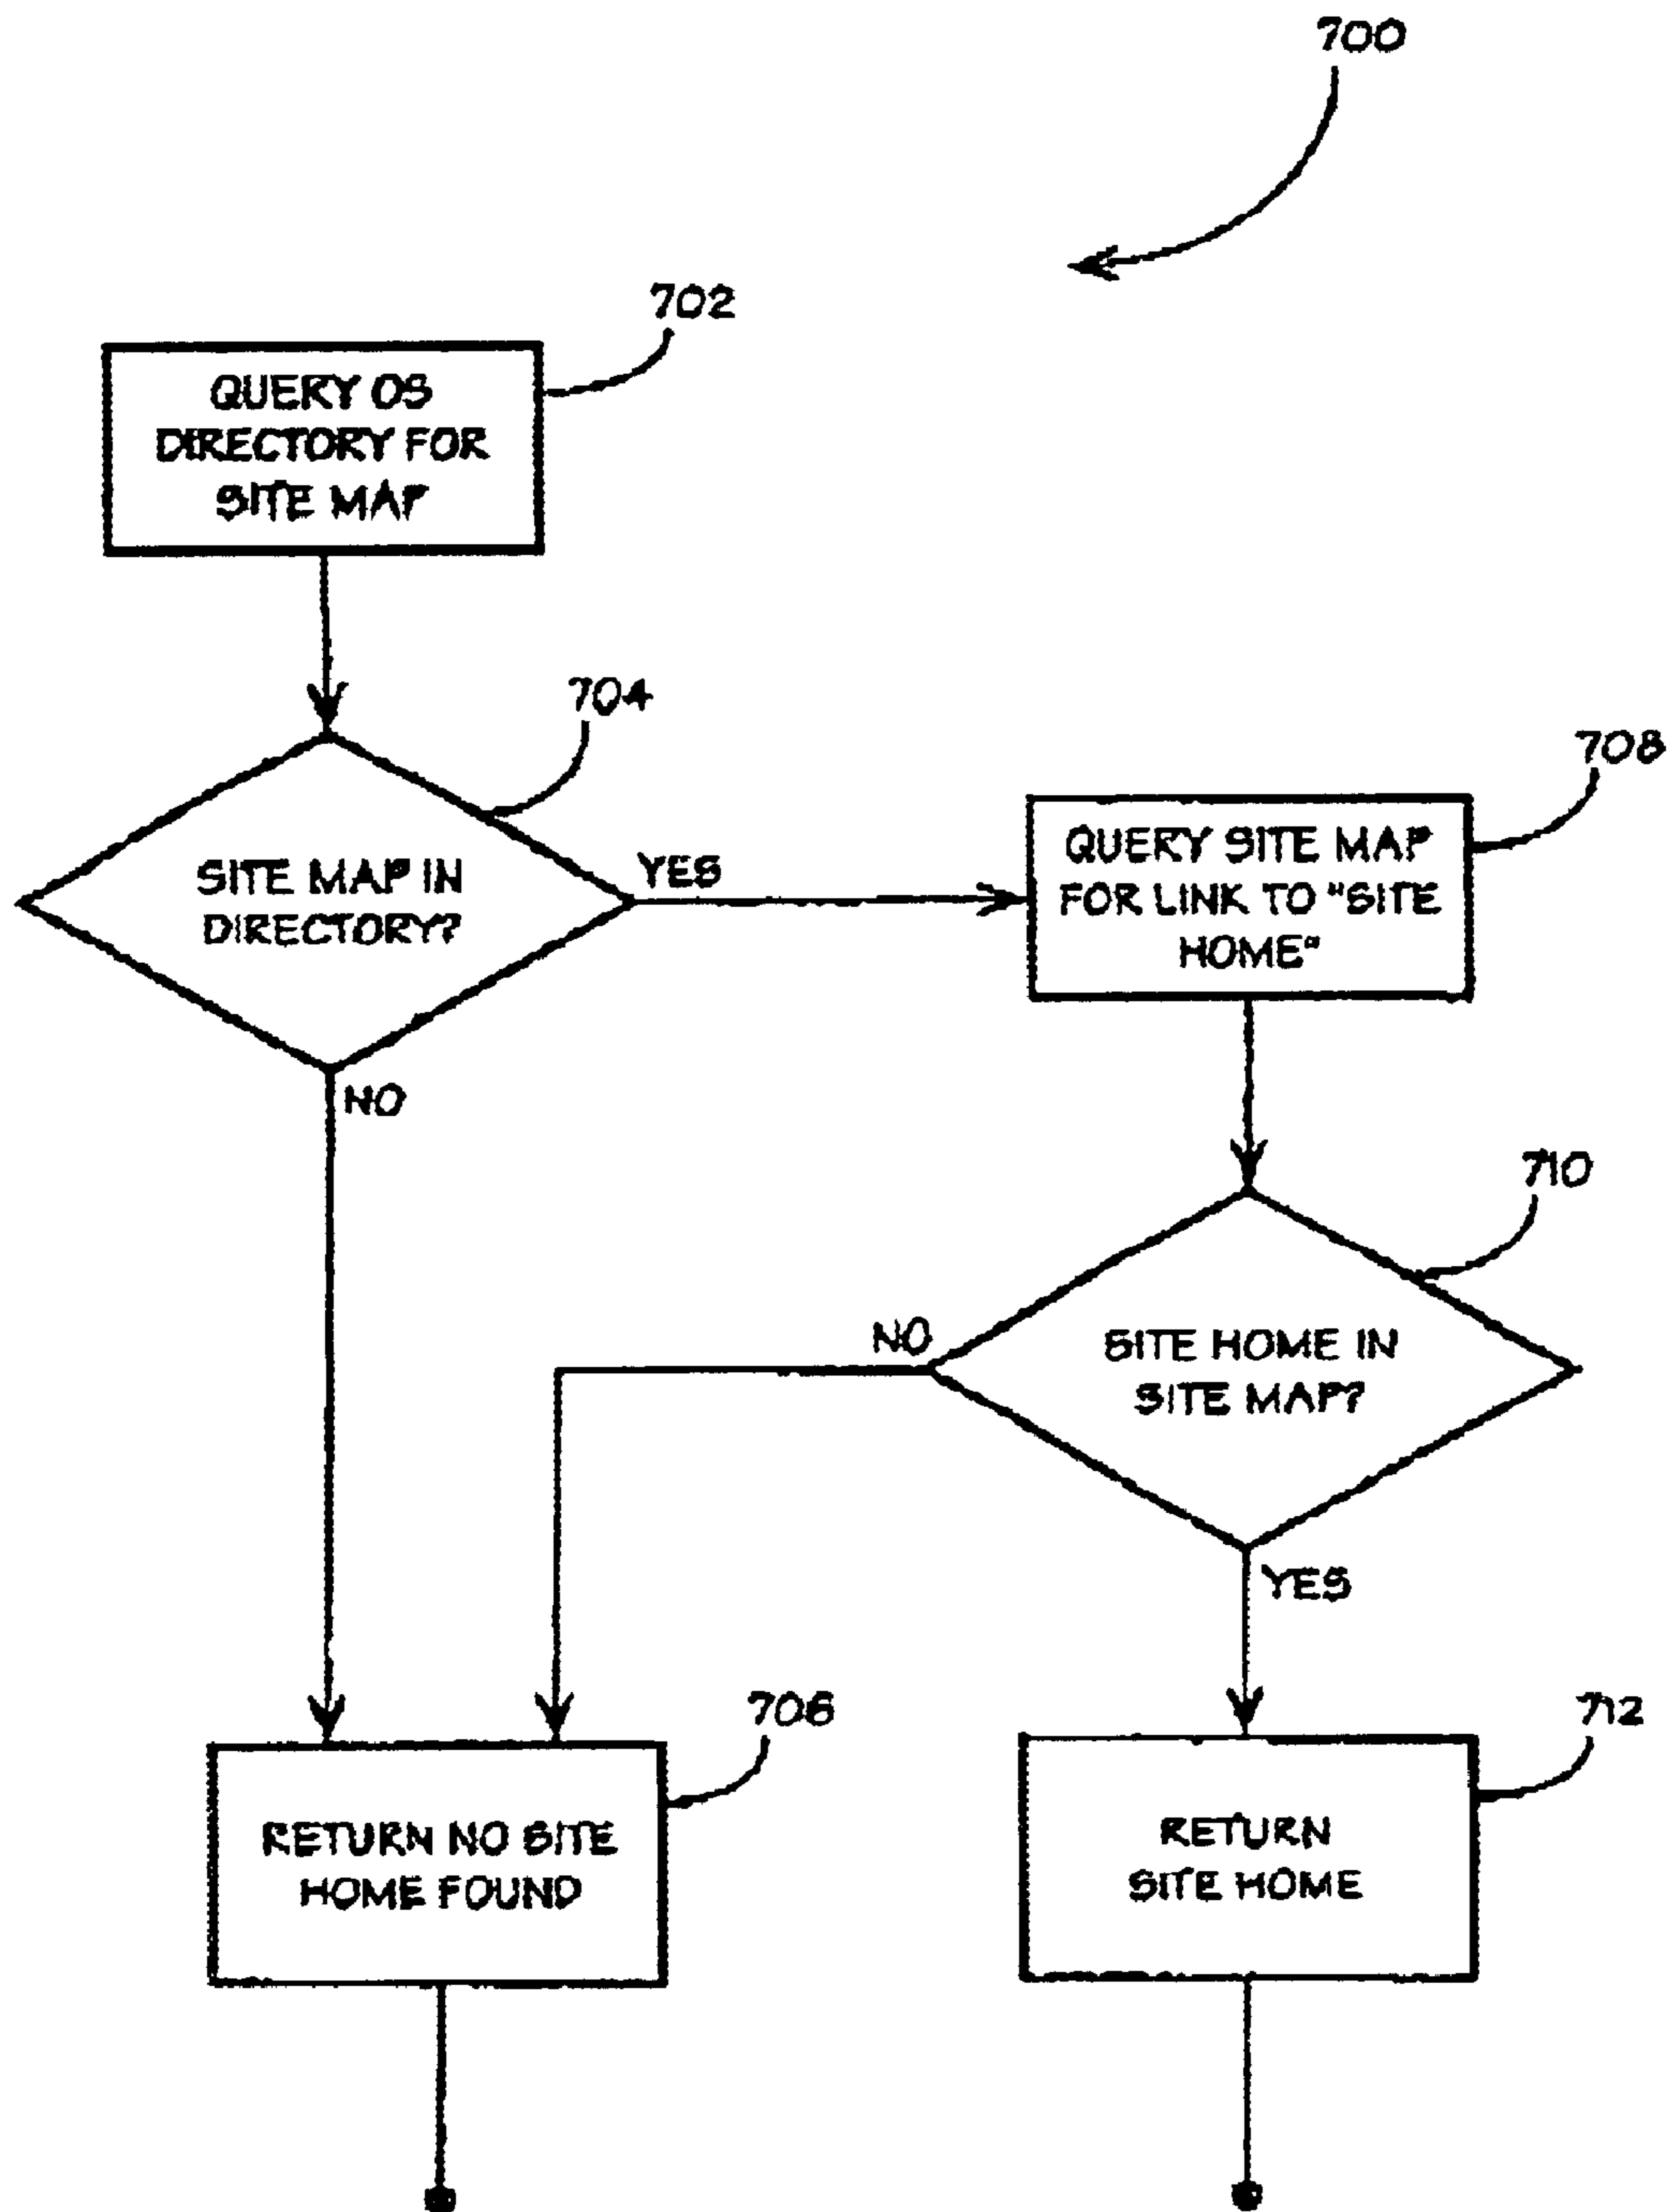 700
702
QUERY OS
DIRECTORY FOR
SITE MAP
704
SITE MAP IN
DIRECTORY?
YES
NO
708
QUERY SITE MAP
FOR LINK TO "SITE
HOME"
710
SITE HOME IN
SITE MAP?
NO
YES
706
RETURN NO SITE
HOME FOUND
712
RETURN
SITE HOME